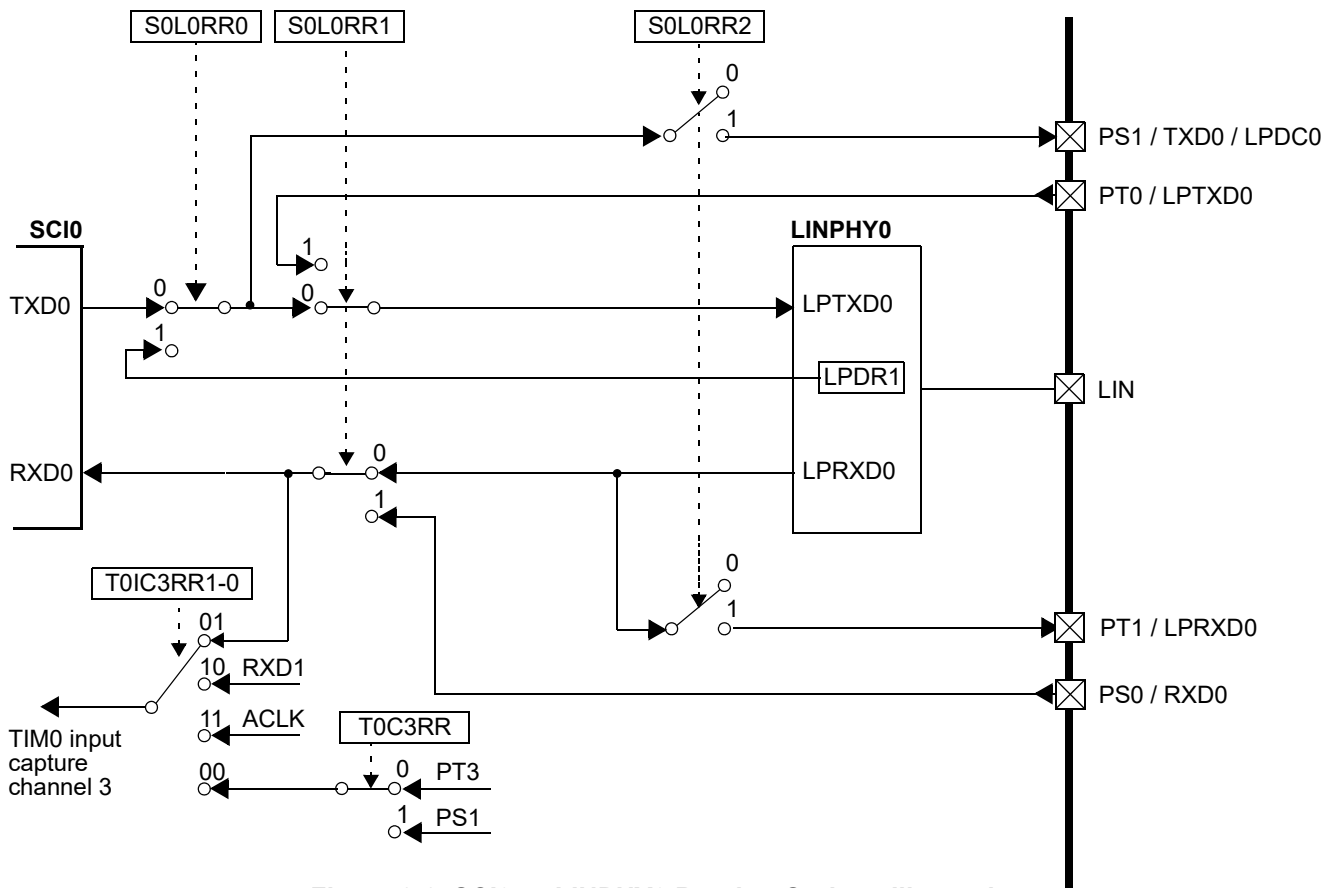 S0L0RR0 S0L0RR1 S0L0RR2
0
1
PS1 / TXD0 / LPDC0
PT0 / LPTXD0
SCI0
LINPHY0
1
0
0
TXD0
LPTXD0
1
LPDR1
LIN
0
RXD0
LPRXD0
1
0
T0IC3RR1-0
1
01
PT1 / LPRXD0
10 RXD1
PS0 / RXD0
11 ACLK
T0C3RR
TIM0 input
capture
channel 3
00
0 PT3
1 PS1